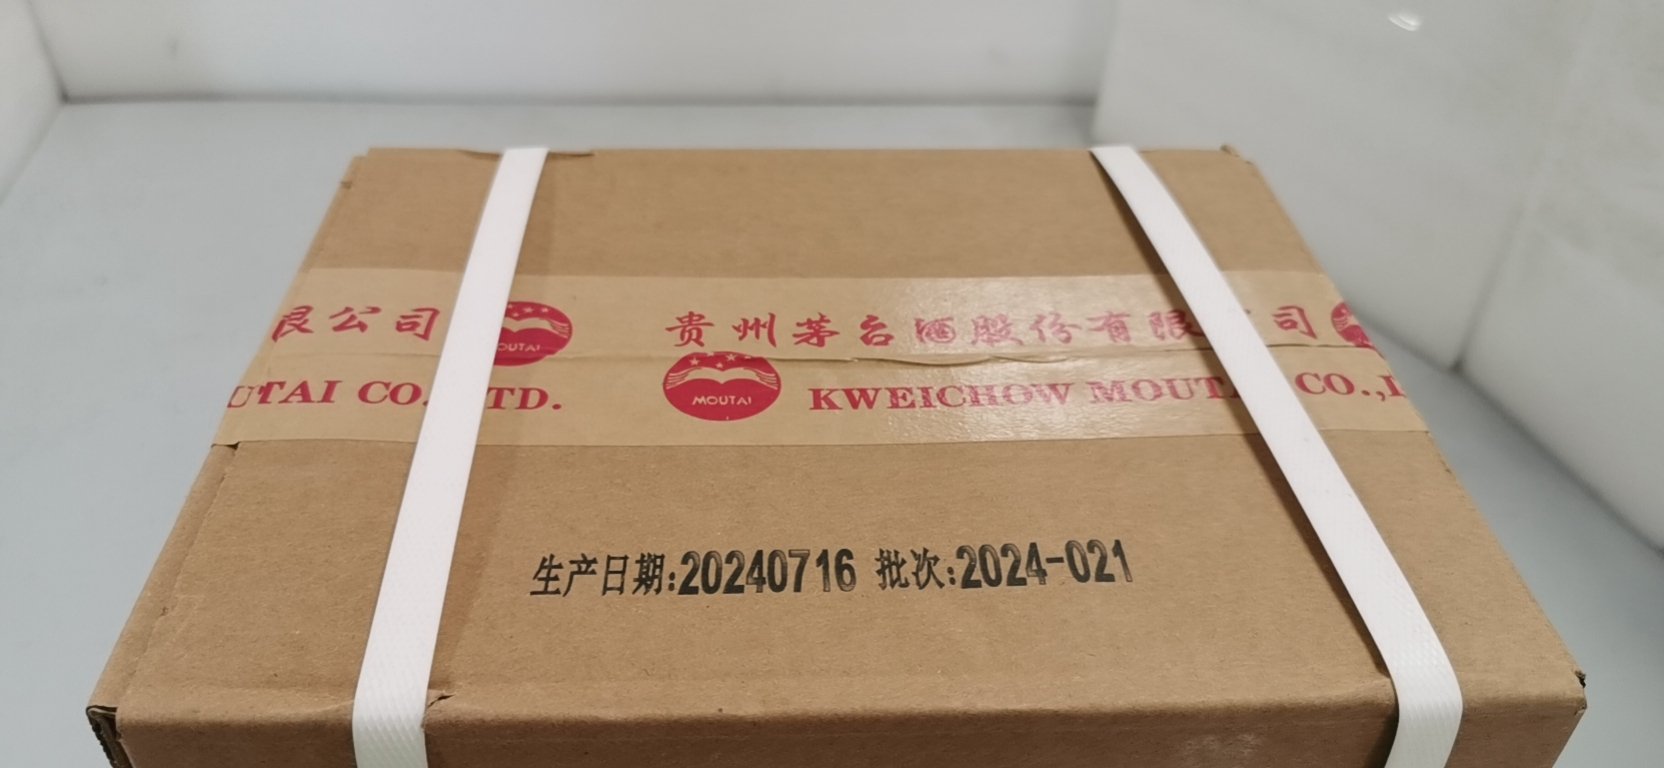 限公司 MOUTAI 贵州茅台酒股份有限 司
UTAI CO. TD. MOUTAI KWEICHOW MOUT CO.,L
生产日期:20240716 批次:2024-021